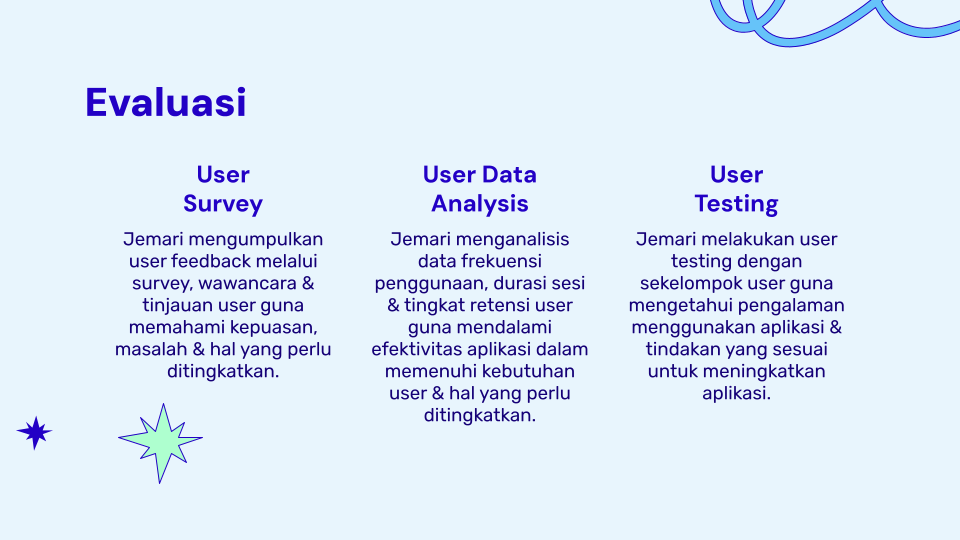 Evaluasi
User
Survey
Jemari mengumpulkan
user feedback melalui
survey, wawancara &
tinjauan user guna
memahami kepuasan,
masalah & hal yang perlu
ditingkatkan.
User Data
Analysis
Jemari menganalisis
data frekuensi
penggunaan, durasi sesi
& tingkat retensi user
guna mendalami
efektivitas aplikasi dalam
memenuhi kebutuhan
user & hal yang perlu
ditingkatkan.
User
Testing
Jemari melakukan user
testing dengan
sekelompok user guna
mengetahui pengalaman
menggunakan aplikasi &
tindakan yang sesuai
untuk meningkatkan
aplikasi.